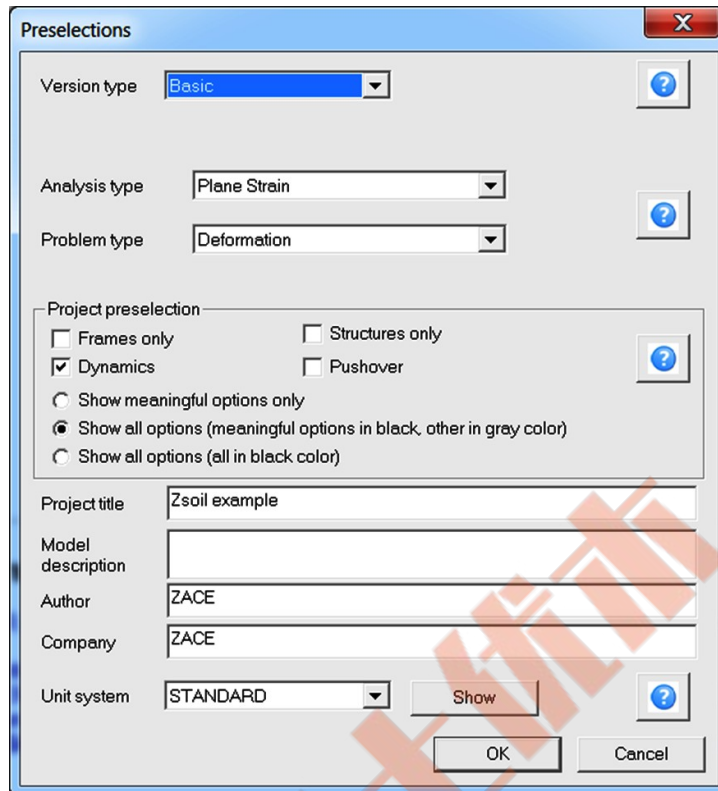 Preselections
Version type Basic
Analysis type Plane Strain
Problem type Deformation
Project preselection
Frames only Structures only
Dynamics Pushover
Show meaningful options only
Show all options (meaningful options in black, other in gray color)
Show all options (all in black color)
Project title Zsoil example
Model
description
Author ZACE
Company ZACE
Unit system STANDARD Show
OK Cancel